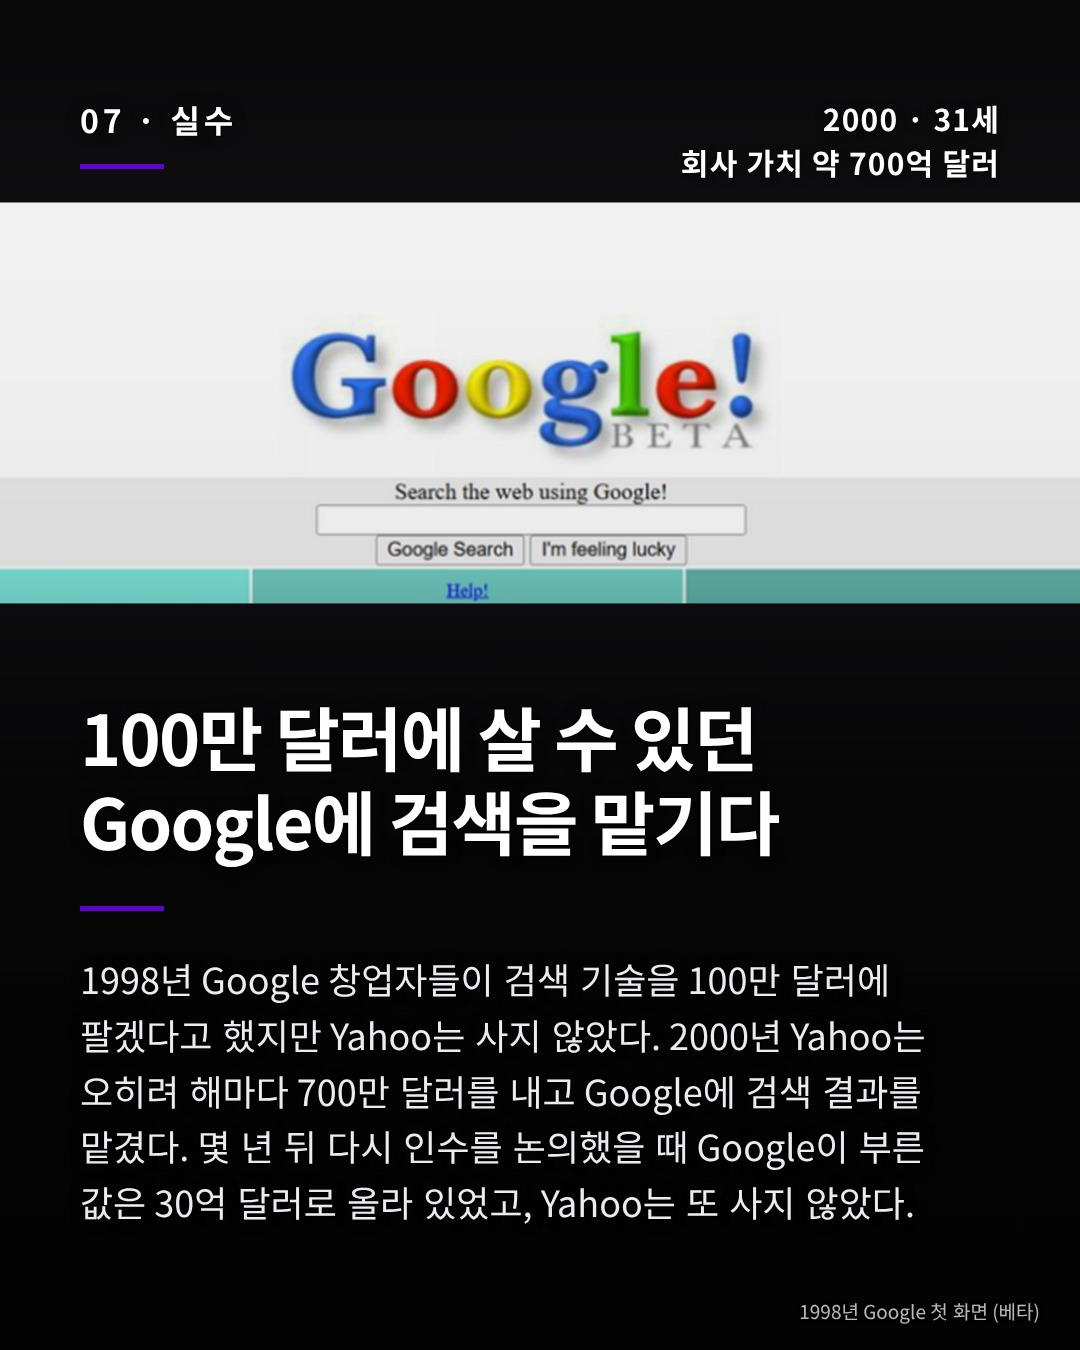 07 · 실수
2000 · 31세
회사 가치 약 700억 달러
Google!
BETA
Search the web using Google!
Google Search
I'm feeling lucky
Help!
100만 달러에 살 수 있던
Google에 검색을 맡기다
1998년 Google 창업자들이 검색 기술을 100만 달러에
팔겠다고 했지만 Yahoo는 사지 않았다. 2000년 Yahoo는
오히려 해마다 700만 달러를 내고 Google에 검색 결과를
맡겼다. 몇 년 뒤 다시 인수를 논의했을 때 Google이 부른
값은 30억 달러로 올라 있었고, Yahoo는 또 사지 않았다.
1998년 Google 첫 화면 (베타)